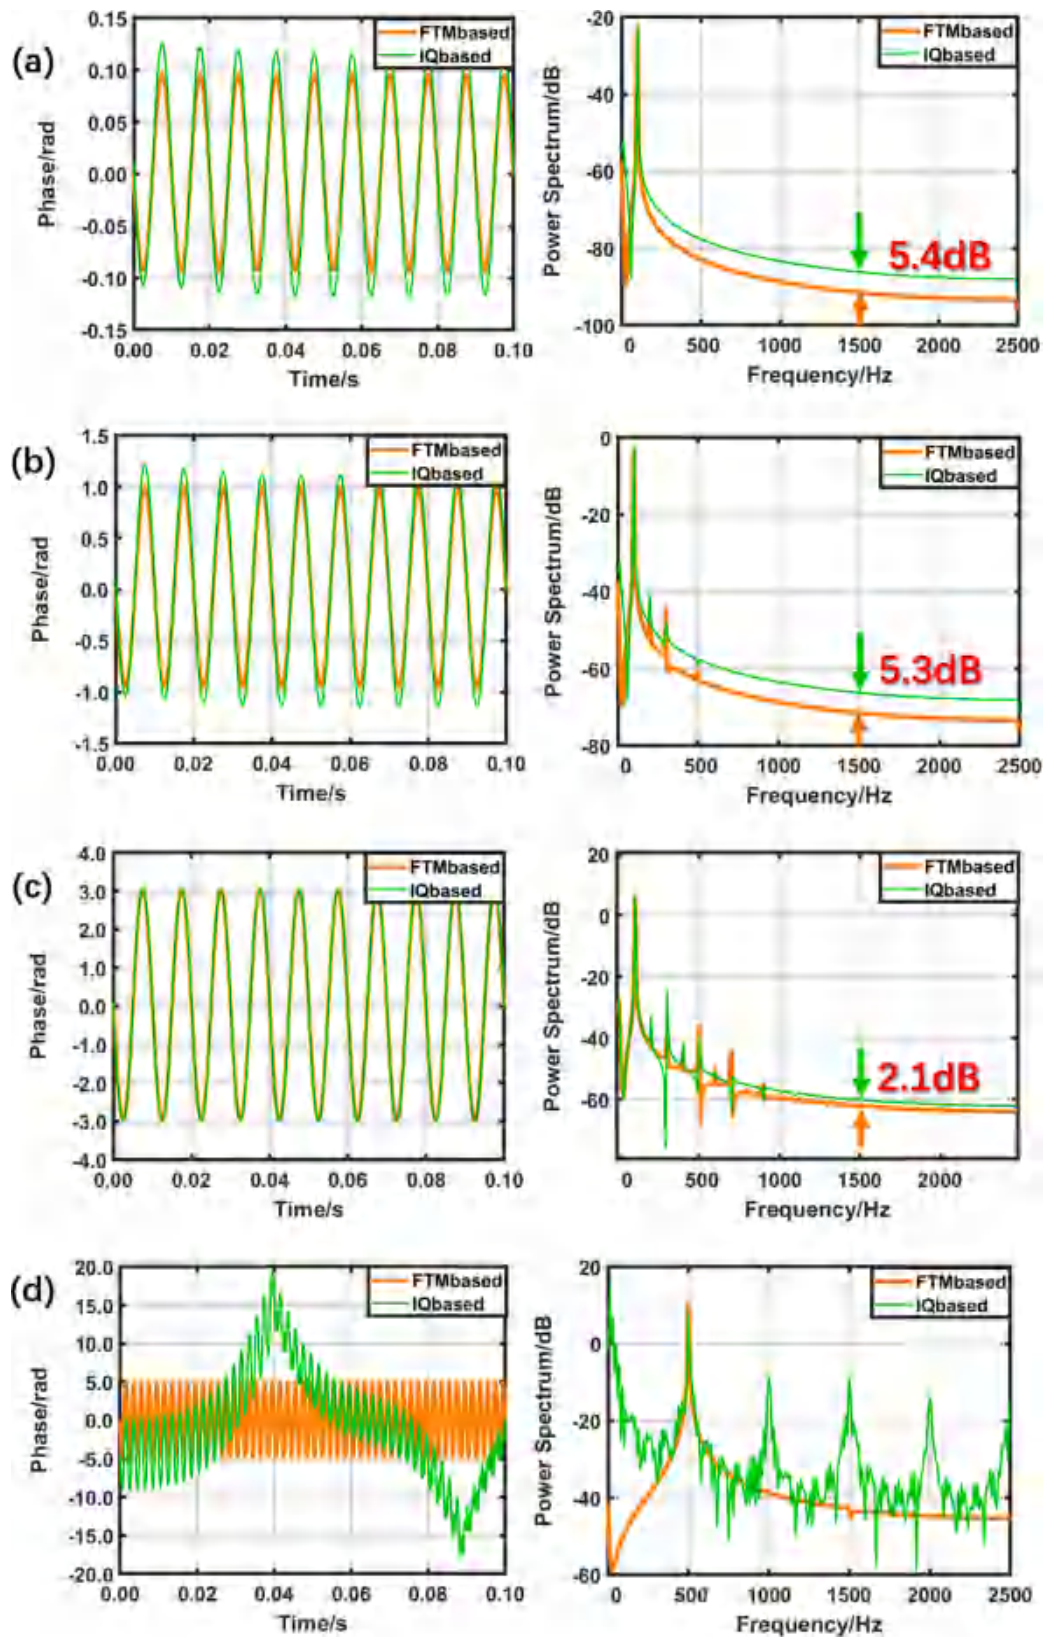 (a)
0.15
0.10
0.05
0.00
-0.05
-0.10
-0.15
Phase/rad
FTMbased
IQbased
0.00 0.02 0.04 0.06 0.08 0.10
Time/s
-20
-40
-60
-80
-100
Power Spectrum/dB
FTMbased
IQbased
5.4dB
0 500 1000 1500 2000 2500
Frequency/Hz
(b)
1.5
1.0
0.5
0.0
-0.5
-1.0
-1.5
Phase/rad
FTMbased
IQbased
0.00 0.02 0.04 0.06 0.08 0.10
Time/s
0
-20
-40
-60
-80
Power Spectrum/dB
FTMbased
IQbased
5.3dB
0 500 1000 1500 2000 2500
Frequency/Hz
(c)
4.0
3.0
2.0
1.0
0.0
-1.0
-2.0
-3.0
-4.0
Phase/rad
FTMbased
IQbased
0.00 0.02 0.04 0.06 0.08 0.10
Time/s
20
0
-20
-40
-60
Power Spectrum/dB
FTMbased
IQbased
2.1dB
0 500 1000 1500 2000 2500
Frequency/Hz
(d)
20.0
15.0
10.0
5.0
0.0
-5.0
-10.0
-15.0
-20.0
Phase/rad
FTMbased
IQbased
0.00 0.02 0.04 0.06 0.08 0.10
Time/s
20
0
-20
-40
-60
Power Spectrum/dB
FTMbased
IQbased
0 500 1000 1500 2000 2500
Frequency/Hz